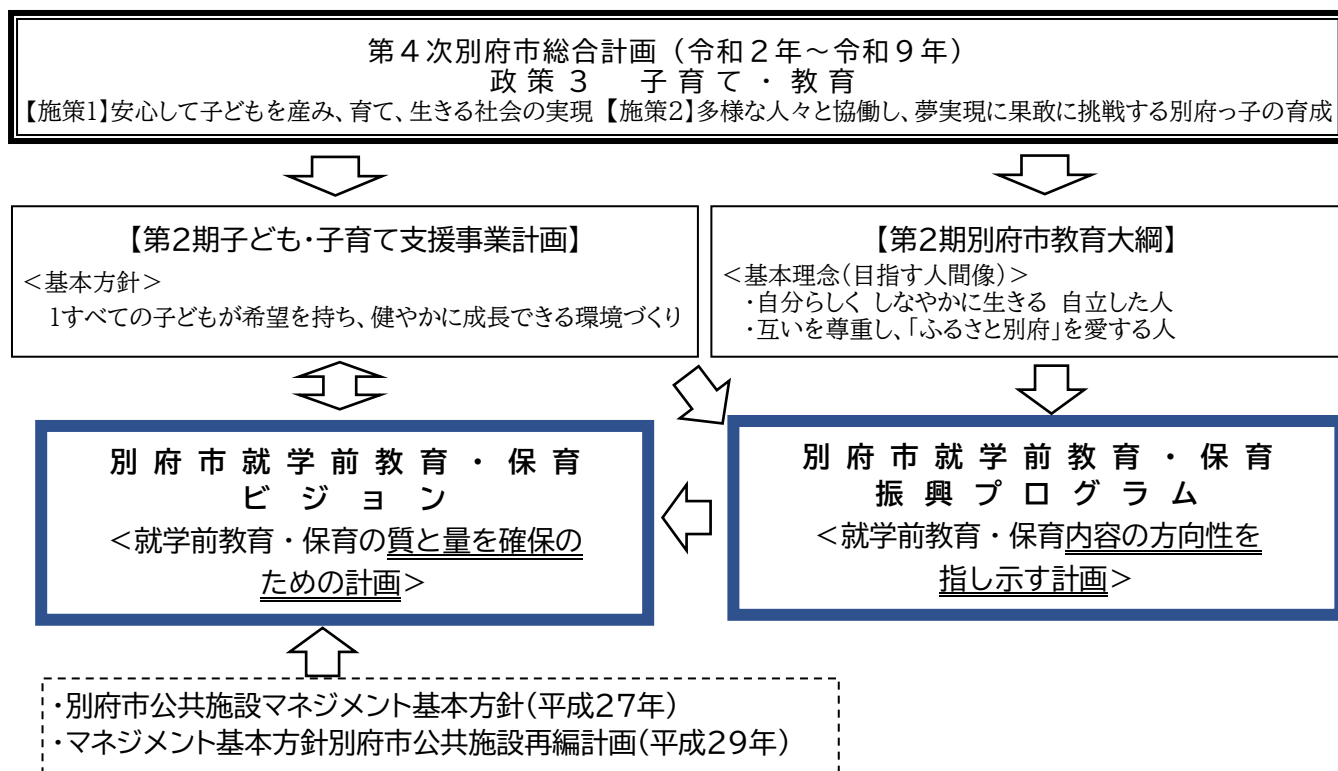 第4次別府市総合計画（令和2年～令和9年）
政策3　子育て・教育
【施策1】安心して子どもを産み、育て、生きる社会の実現【施策2】多様な人々と協働し、夢実現に果敢に挑戦する別府っ子の育成
【第2期子ども・子育て支援事業計画】
＜基本方針＞
1すべての子どもが希望を持ち、健やかに成長できる環境づくり
【第2期別府市教育大綱】
＜基本理念（目指す人間像）＞
・自分らしく しなやかに生きる 自立した人
・互いを尊重し、「ふるさと別府」を愛する人
別府市就学前教育・保育
ビジョン
＜就学前教育・保育の質と量を確保の
ための計画＞
別府市就学前教育・保育
振興プログラム
＜就学前教育・保育内容の方向性を
指し示す計画＞
・別府市公共施設マネジメント基本方針(平成27年)
・マネジメント基本方針別府市公共施設再編計画(平成29年)